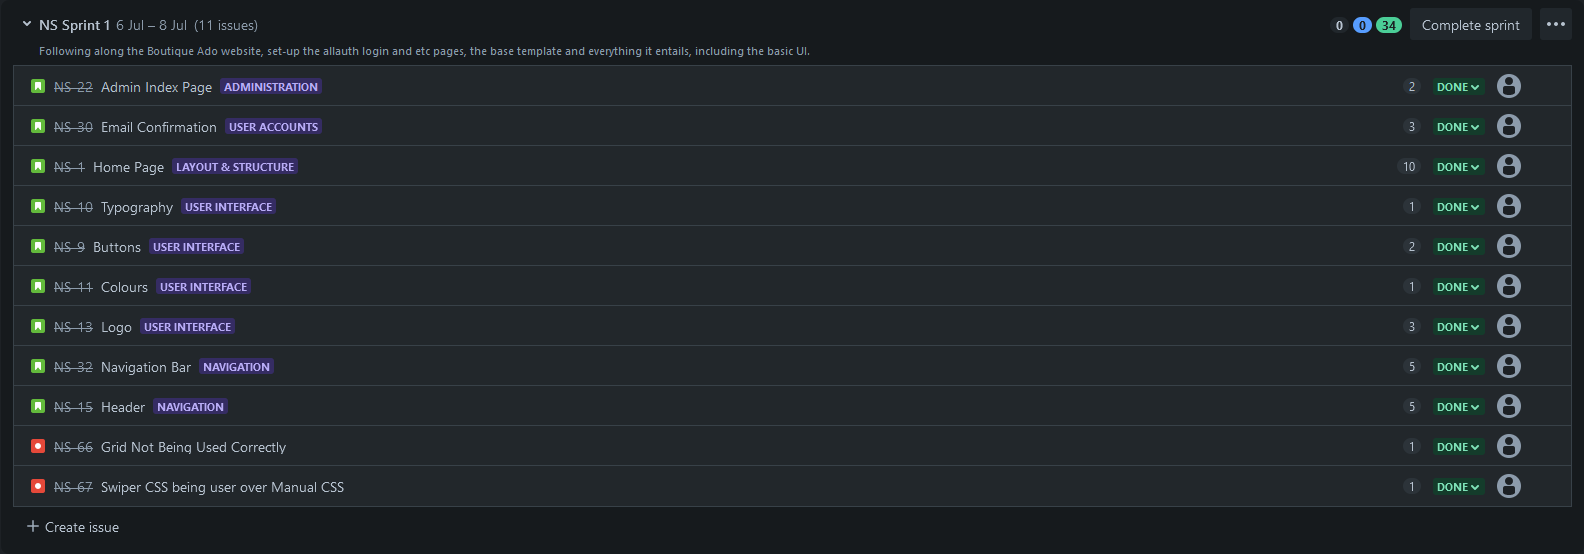 NS Sprint 1 6 Jul – 8 Jul (11 issues) 0 0 34 Complete sprint
Following along the Boutique Ado website, set-up the allauth login and etc pages, the base template and everything it entails, including the basic UI.
NS-22 Admin Index Page ADMINISTRATION 2 DONE
NS-30 Email Confirmation USER ACCOUNTS 3 DONE
NS-1 Home Page LAYOUT & STRUCTURE 10 DONE
NS-10 Typography USER INTERFACE 1 DONE
NS-9 Buttons USER INTERFACE 2 DONE
NS-11 Colours USER INTERFACE 1 DONE
NS-13 Logo USER INTERFACE 3 DONE
NS-32 Navigation Bar NAVIGATION 5 DONE
NS-15 Header NAVIGATION 5 DONE
NS-66 Grid Not Being Used Correctly 1 DONE
NS-67 Swiper CSS being user over Manual CSS 1 DONE
+ Create issue